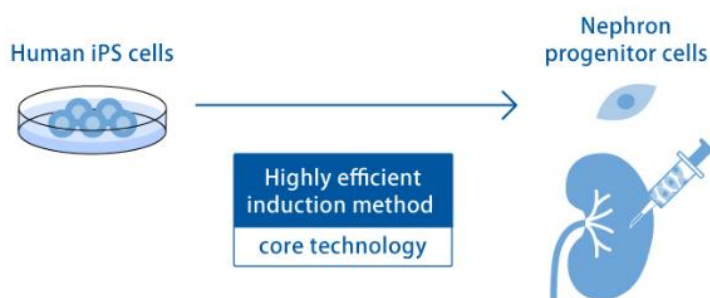 Human iPS cells
Nephron
progenitor cells
Highly efficient
induction method
core technology